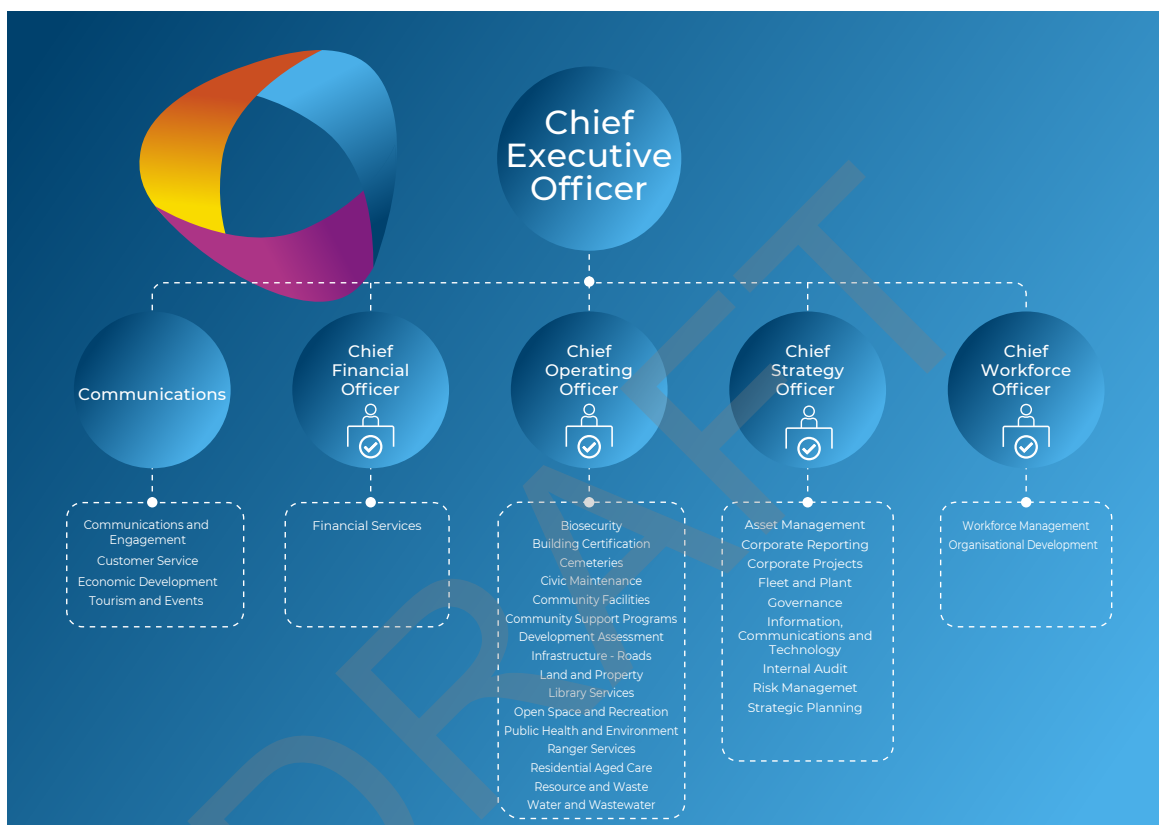 Chief
Executive
Officer
Communications
Chief
Financial
Officer
Chief
Operating
Officer
Chief
Strategy
Officer
Chief
Workforce
Officer
Communications and
Engagement
Customer Service
Economic Development
Tourism and Events
Financial Services
Biosecurity
Building Certification
Cemeteries
Civic Maintenance
Community Facilities
Community Support Programs
Development Assessment
Infrastructure - Roads
Land and Property
Library Services
Open Space and Recreation
Public Health and Environment
Ranger Services
Residential Aged Care
Resource and Waste
Water and Wastewater
Asset Management
Corporate Reporting
Corporate Projects
Fleet and Plant
Governance
Information,
Communications and
Technology
Internal Audit
Risk Managemet
Strategic Planning
Workforce Management
Organisational Development
DRAFT